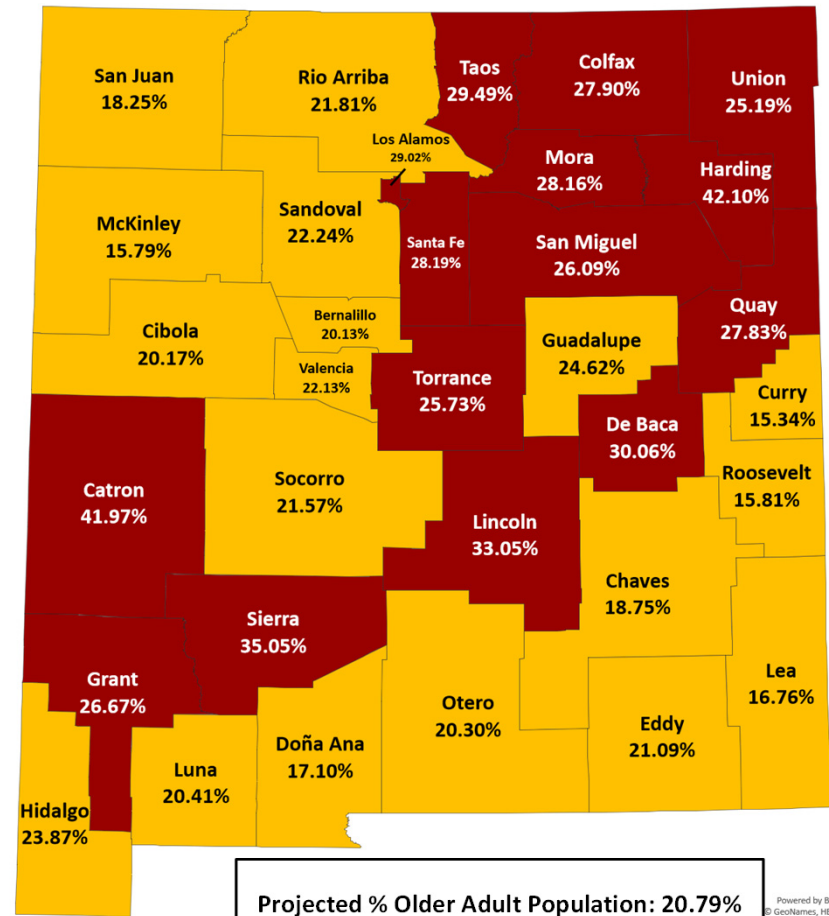 San Juan
18.25%
Rio Arriba
21.81%
Taos
29.49%
Colfax
27.90%
Union
25.19%
Los Alamos
29.02%
Mora
28.16%
Harding
42.10%
McKinley
15.79%
Sandoval
22.24%
Santa Fe
28.19%
San Miguel
26.09%
Quay
27.83%
Cibola
20.17%
Bernalillo
20.13%
Valencia
22.13%
Torrance
25.73%
Guadalupe
24.62%
Curry
15.34%
De Baca
30.06%
Roosevelt
15.81%
Catron
41.97%
Socorro
21.57%
Lincoln
33.05%
Chaves
18.75%
Sierra
35.05%
Grant
26.67%
Otero
20.30%
Lea
16.76%
Eddy
21.09%
Doña Ana
17.10%
Luna
20.41%
Hidalgo
23.87%
Projected % Older Adult Population: 20.79%
Powered by B
© GeoNames,